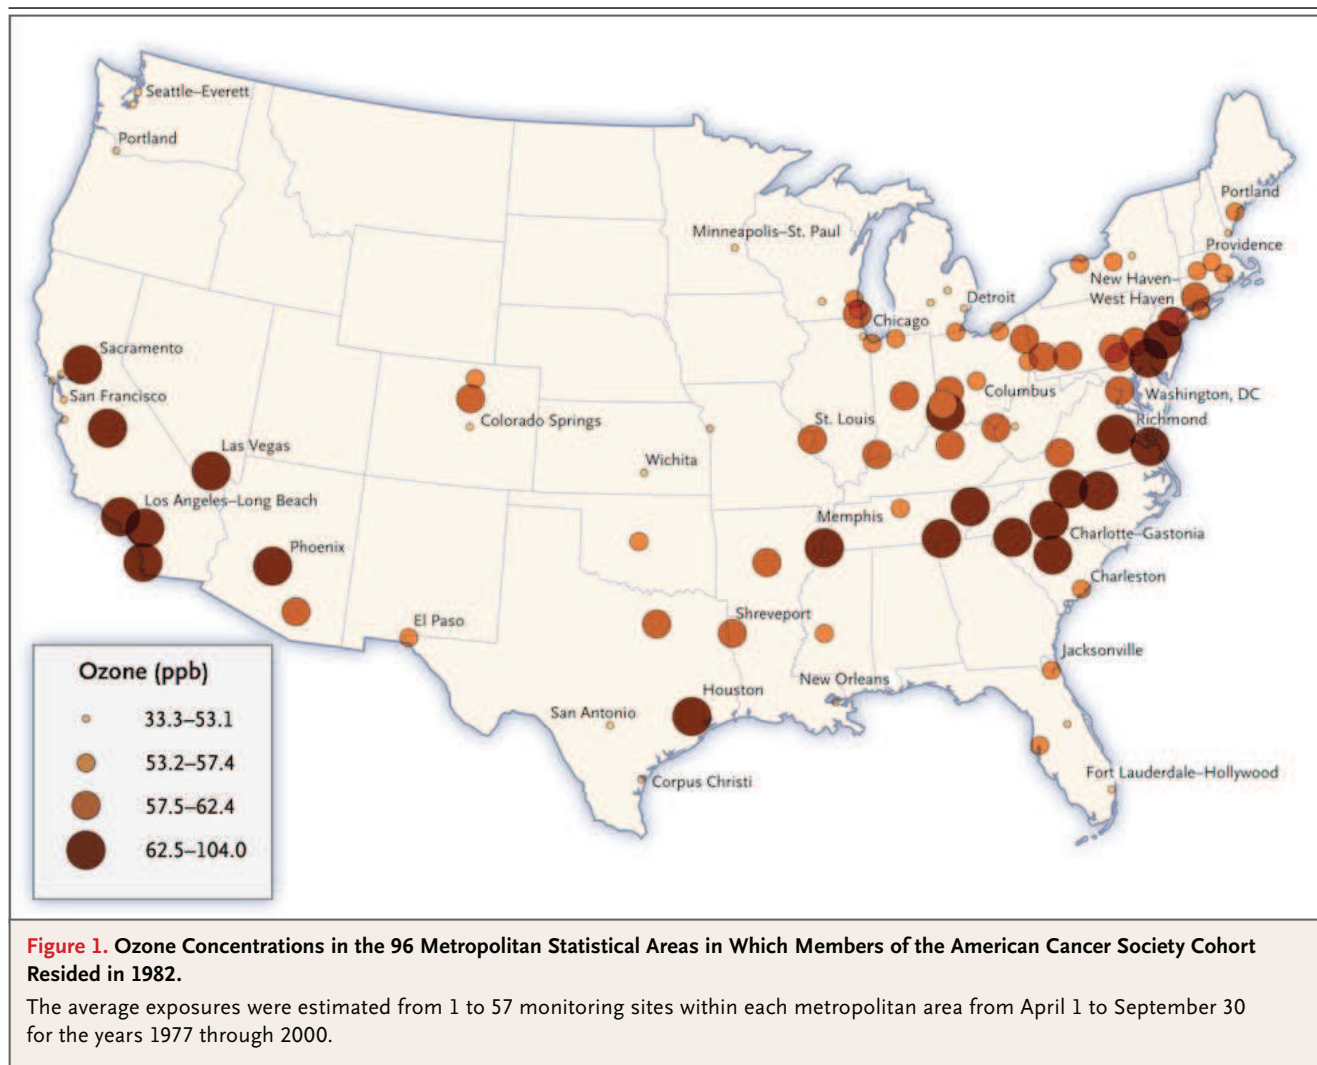 Seattle–Everett
Portland
Portland
Minneapolis–St. Paul
Providence
New Haven–
West Haven
Detroit
Chicago
Sacramento
San Francisco
Columbus
Washington, DC
Colorado Springs
St. Louis
Richmond
Las Vegas
Wichita
Los Angeles–Long Beach
Memphis
Charlotte–Gastonia
Phoenix
Charleston
El Paso
Shreveport
Jacksonville
New Orleans
Houston
San Antonio
Fort Lauderdale–Hollywood
Corpus Christi
Ozone (ppb)
33.3–53.1
53.2–57.4
57.5–62.4
62.5–104.0
Figure 1. Ozone Concentrations in the 96 Metropolitan Statistical Areas in Which Members of the American Cancer Society Cohort
Resided in 1982.
The average exposures were estimated from 1 to 57 monitoring sites within each metropolitan area from April 1 to September 30
for the years 1977 through 2000.